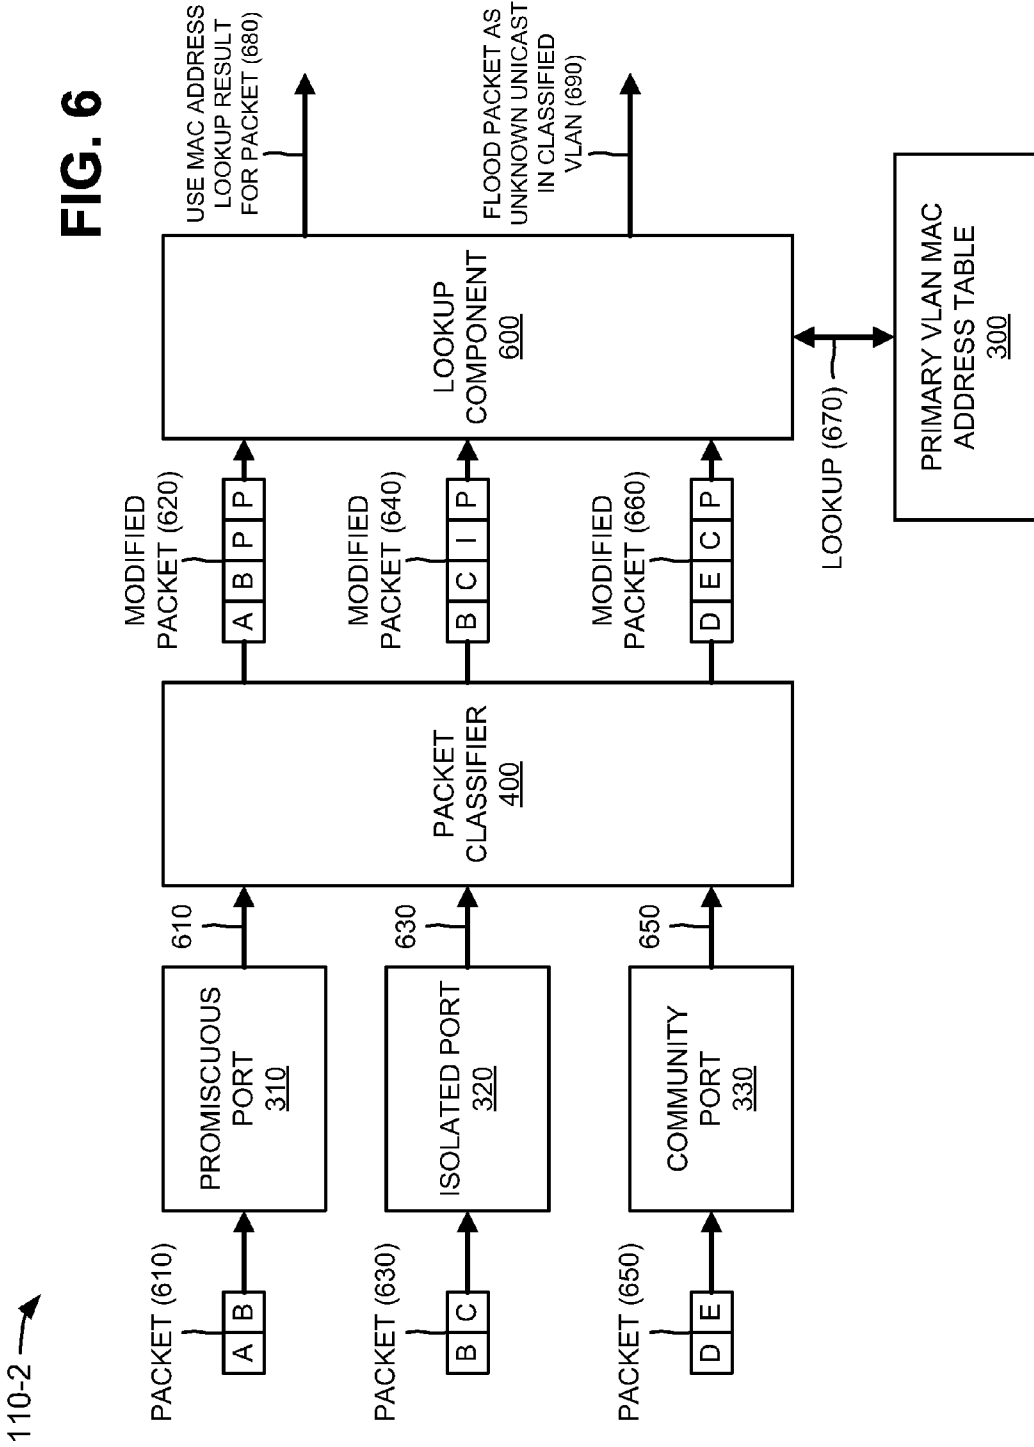 FIG. 6
110-2
PACKET (610)
A B
PROMISCUOUS
PORT
310
610
PACKET (630)
B C
ISOLATED PORT
320
630
PACKET (650)
D E
COMMUNITY
PORT
330
650
PACKET
CLASSIFIER
400
MODIFIED
PACKET (620)
A B P P
MODIFIED
PACKET (640)
B C I P
MODIFIED
PACKET (660)
D E C P
LOOKUP
COMPONENT
600
USE MAC ADDRESS
LOOKUP RESULT
FOR PACKET (680)
FLOOD PACKET AS
UNKNOWN UNICAST
IN CLASSIFIED
VLAN (690)
LOOKUP (670)
PRIMARY VLAN MAC
ADDRESS TABLE
300